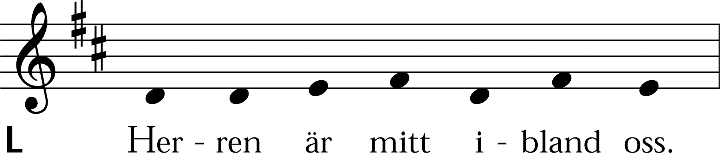 L Her - ren är mitt i - bland oss.